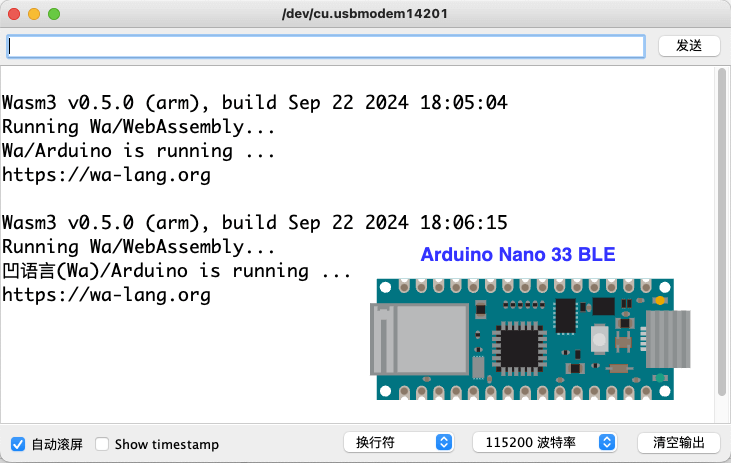 /dev/cu.usbmodem14201
发送
Wasm3 v0.5.0 (arm), build Sep 22 2024 18:05:04
Running Wa/WebAssembly...
Wa/Arduino is running ...
https://wa-lang.org
Wasm3 v0.5.0 (arm), build Sep 22 2024 18:06:15
Running Wa/WebAssembly...
凹语言(Wa)/Arduino is running ...
https://wa-lang.org
Arduino Nano 33 BLE
自动滚屏
Show timestamp
换行符
115200 波特率
清空输出